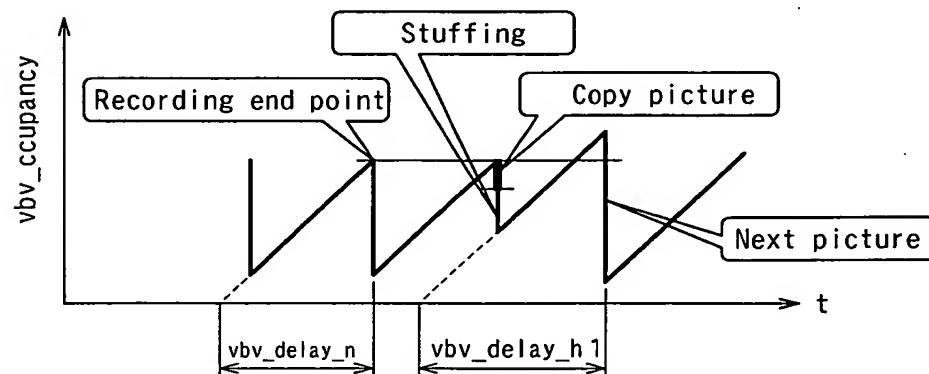 Stuffing
Recording end point
Copy picture
vbv_ccupancy
Next picture
t
vbv_delay_n
vbv_delay_h1